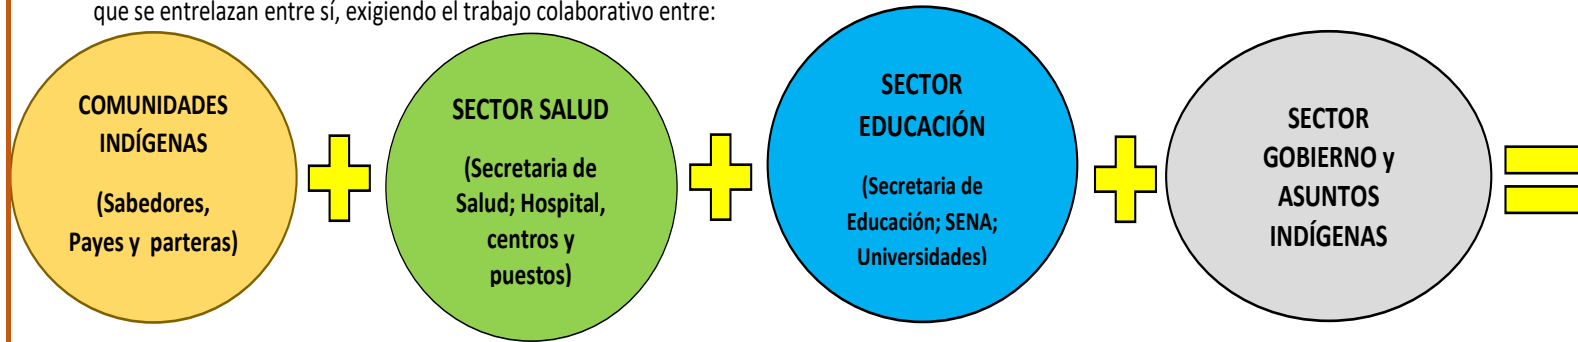 que se entrelazan entre sí, exigiendo el trabajo colaborativo entre:
COMUNIDADES
INDÍGENAS
(Sabedores,
Payes y parteras)
SECTOR SALUD
(Secretaria de
Salud; Hospital,
centros y
puestos)
SECTOR
EDUCACIÓN
(Secretaria de
Educación; SENA;
Universidades)
SECTOR
GOBIERNO y
ASUNTOS
INDÍGENAS